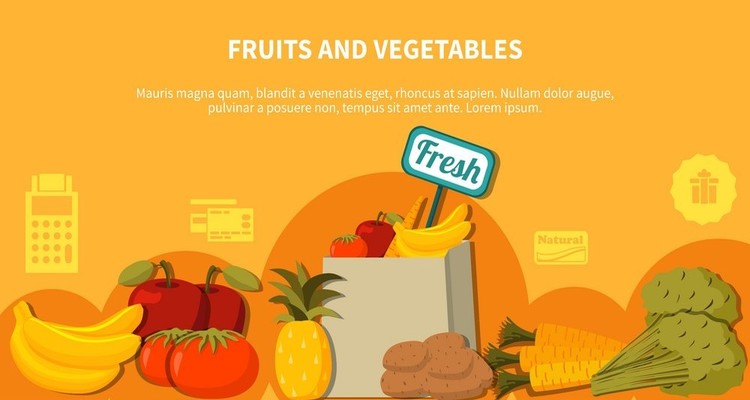 FRUITS AND VEGETABLES
Mauris magna quam, blandit a venenatis eget, rhoncus at sapien. Nullam dolor augue,
pulvinar a posuere non, tempus sit amet ante. Lorem ipsum.
Fresh
Natural